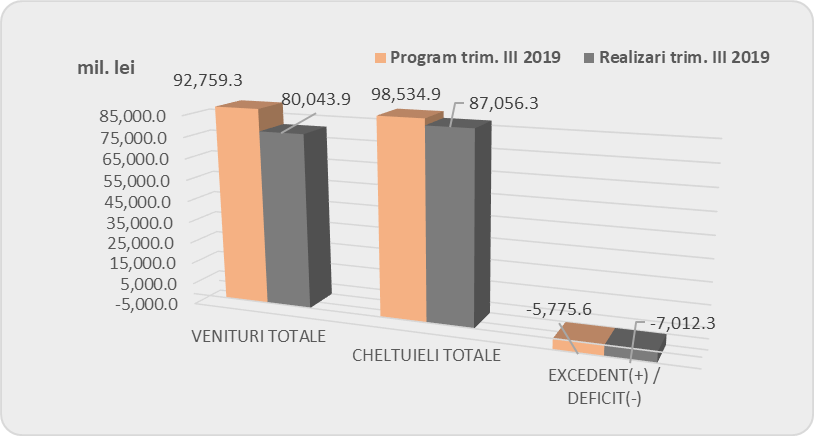 mil. lei
Program trim. III 2019
Realizari trim. III 2019
92,759.3
80,043.9
98,534.9
87,056.3
85,000.0
75,000.0
65,000.0
55,000.0
45,000.0
35,000.0
25,000.0
15,000.0
5,000.0
-5,000.0
-5,775.6
-7,012.3
VENITURI TOTALE
CHELTUIELI TOTALE
EXCEDENT(+) /
DEFICIT(-)